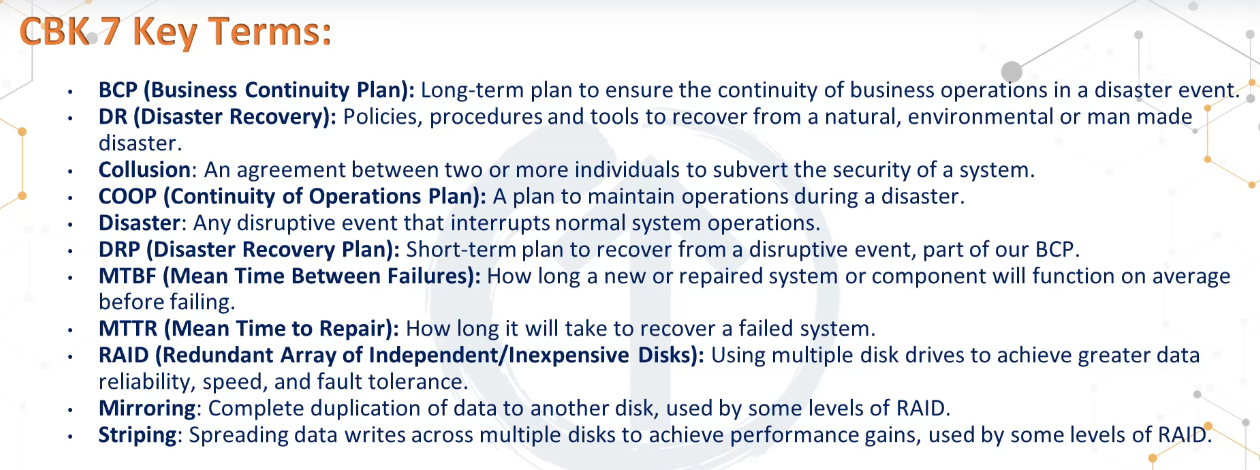 CBK 7 Key Terms:
• BCP (Business Continuity Plan): Long-term plan to ensure the continuity of business operations in a disaster event.
• DR (Disaster Recovery): Policies, procedures and tools to recover from a natural, environmental or man made
disaster.
• Collusion: An agreement between two or more individuals to subvert the security of a system.
• COOP (Continuity of Operations Plan): A plan to maintain operations during a disaster.
• Disaster: Any disruptive event that interrupts normal system operations.
• DRP (Disaster Recovery Plan): Short-term plan to recover from a disruptive event, part of our BCP.
• MTBF (Mean Time Between Failures): How long a new or repaired system or component will function on average
before failing.
• MTTR (Mean Time to Repair): How long it will take to recover a failed system.
• RAID (Redundant Array of Independent/Inexpensive Disks): Using multiple disk drives to achieve greater data
reliability, speed, and fault tolerance.
• Mirroring: Complete duplication of data to another disk, used by some levels of RAID.
• Striping: Spreading data writes across multiple disks to achieve performance gains, used by some levels of RAID.